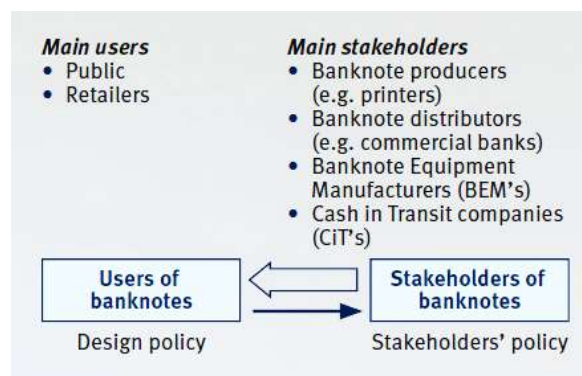 Main users
• Public
• Retailers
Main stakeholders
• Banknote producers
(e.g. printers)
• Banknote distributors
(e.g. commercial banks)
• Banknote Equipment
Manufacturers (BEM's)
• Cash in Transit companies
(CiT's)
Users of
banknotes
Design policy
Stakeholders of
banknotes
Stakeholders' policy